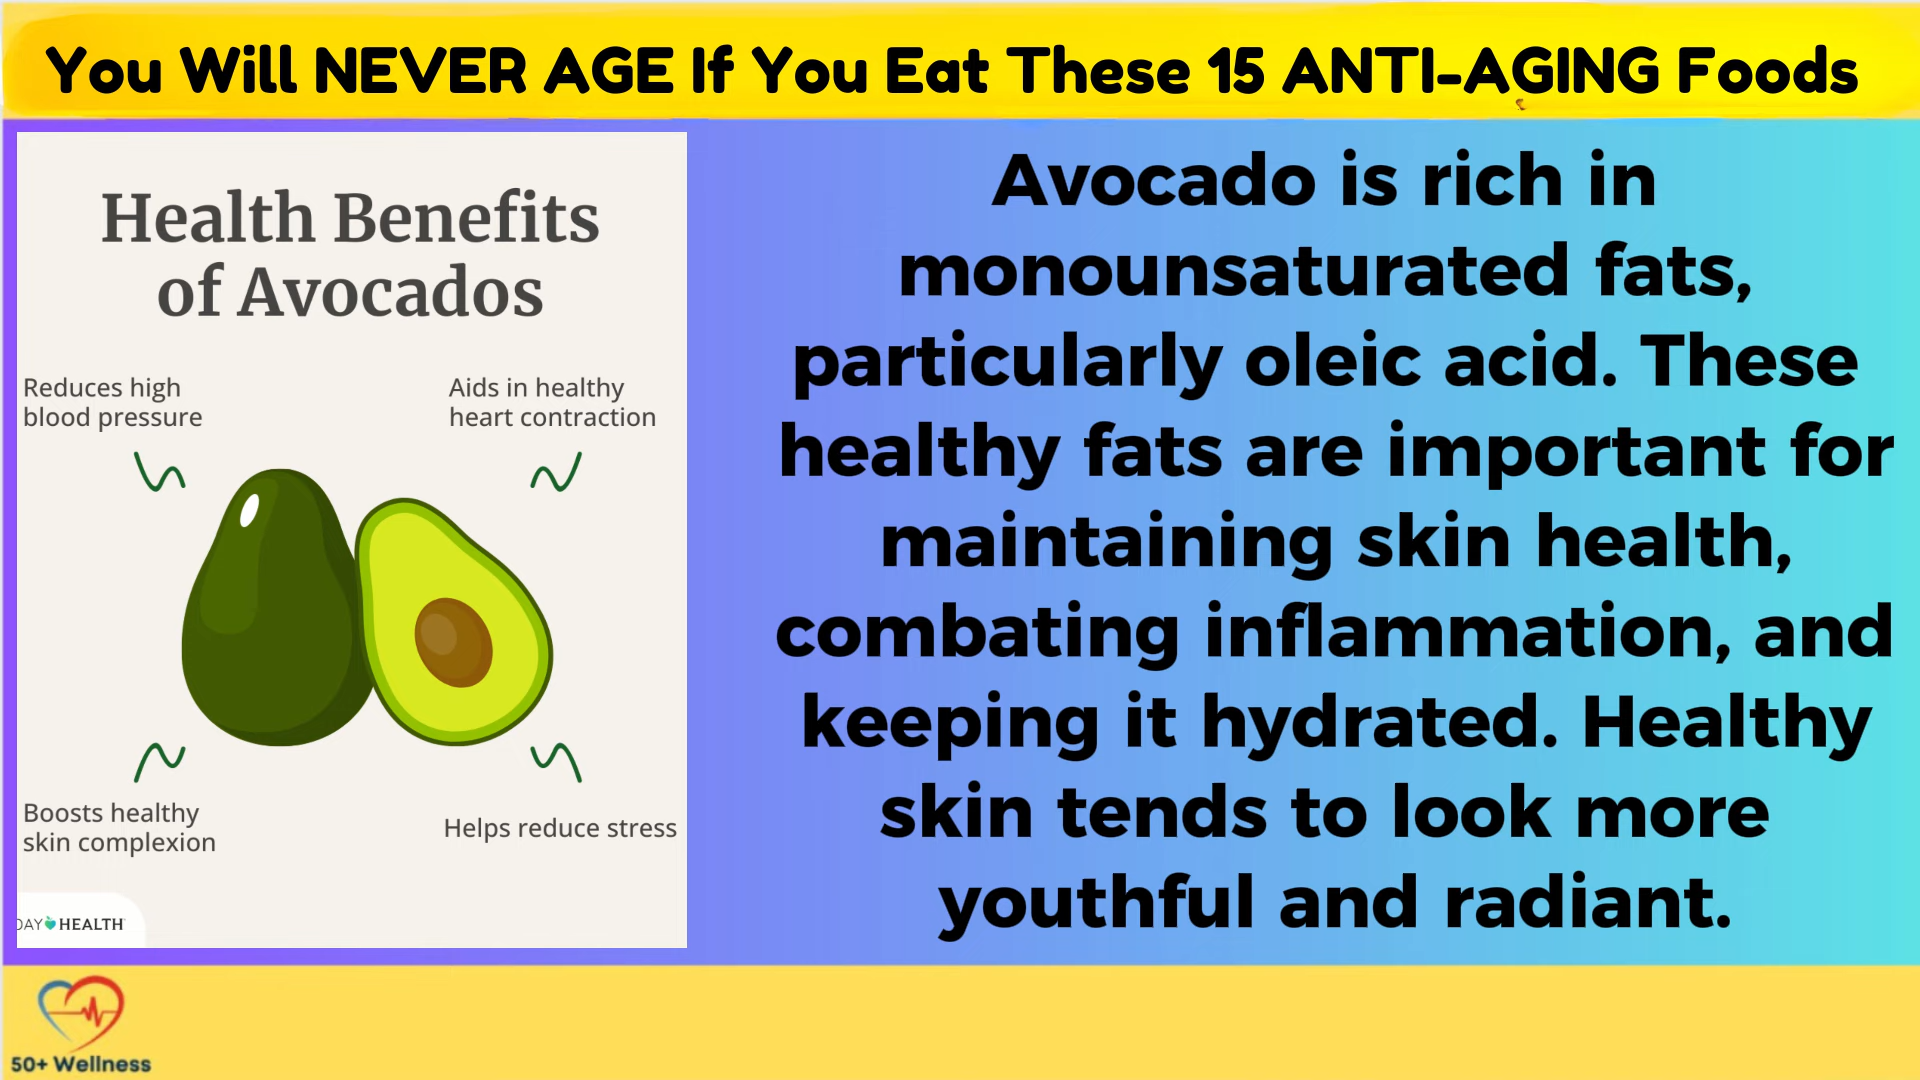 You Will NEVER AGE If You Eat These 15 ANTI-AGING Foods
Health Benefits
of Avocados
Reduces high
blood pressure
Aids in healthy
heart contraction
Boosts healthy
skin complexion
Helps reduce stress
DAY HEALTH
Avocado is rich in
monounsaturated fats,
particularly oleic acid. These
healthy fats are important for
maintaining skin health,
combating inflammation, and
keeping it hydrated. Healthy
skin tends to look more
youthful and radiant.
50+ Wellness